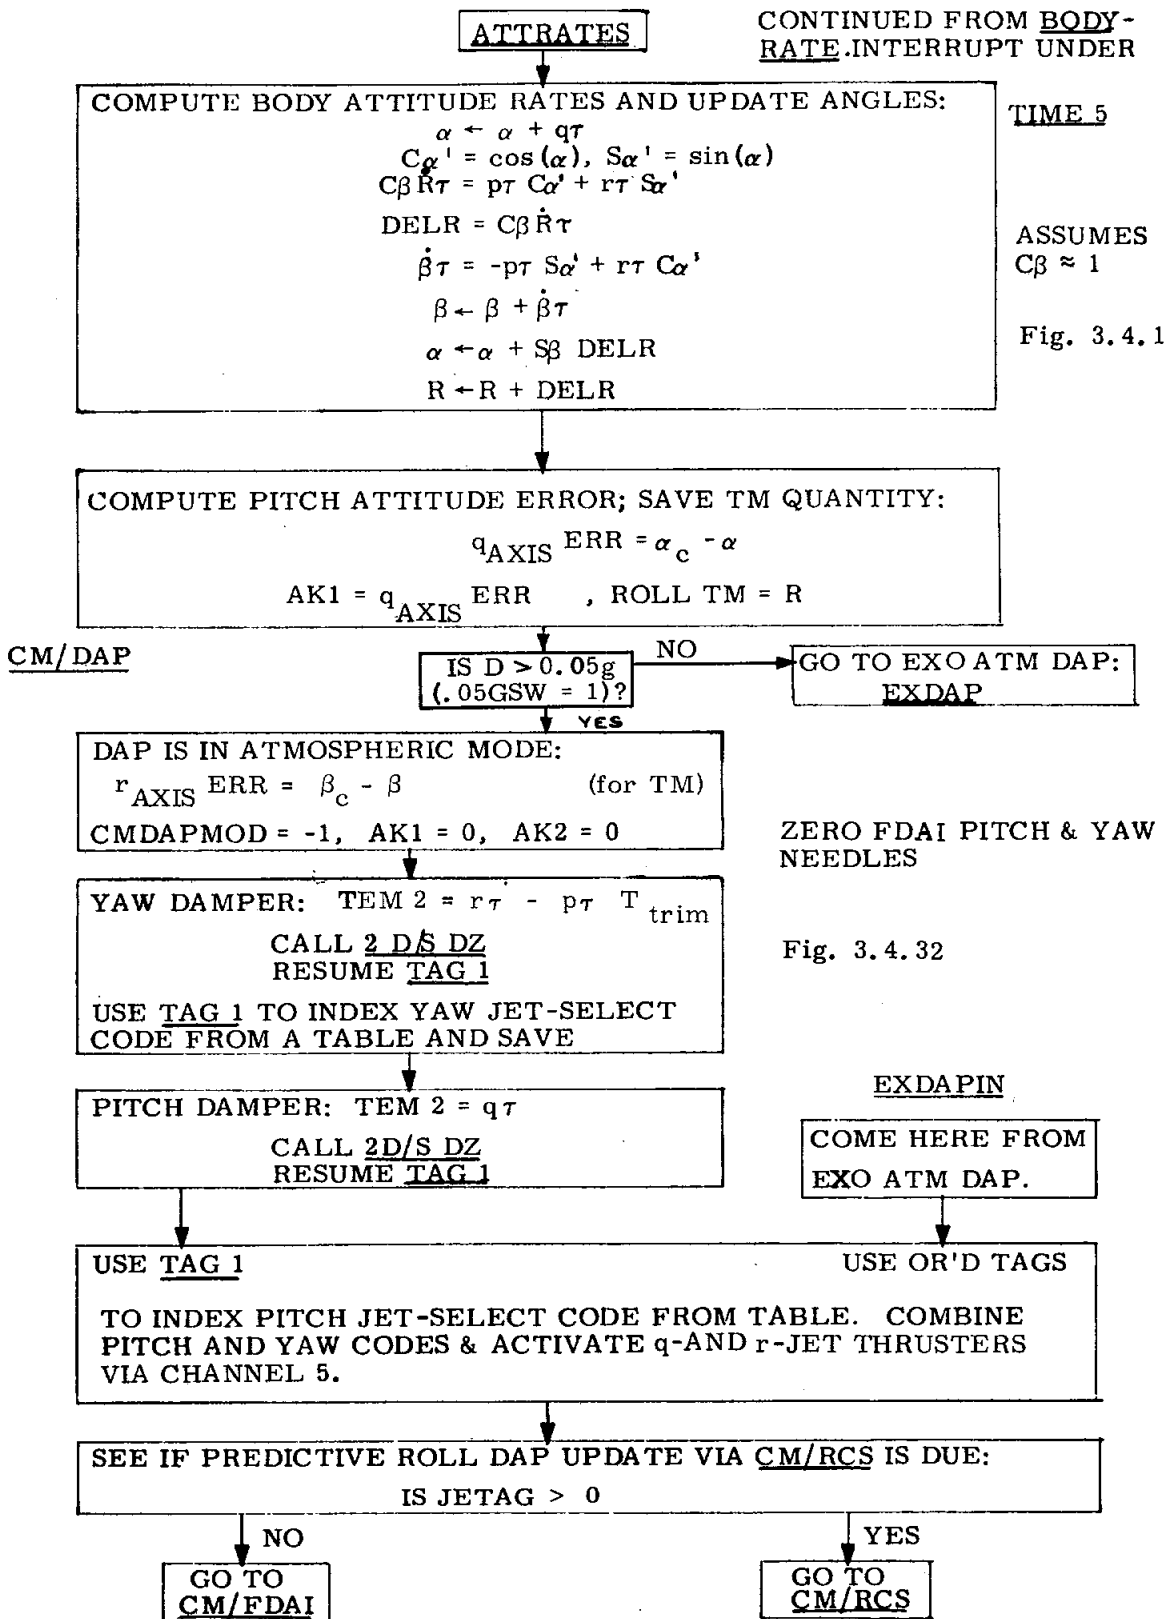 ATTRATES
CONTINUED FROM BODY-
RATE.INTERRUPT UNDER
TIME 5
COMPUTE BODY ATTITUDE RATES AND UPDATE ANGLES:
α ← α + qτ
Cα' = cos(α), Sα' = sin(α)
CβṘτ = pτ Cα' + rτ Sα'
DELR = CβṘτ
β̇τ = -pτ Sα' + rτ Cα'
β ← β + β̇τ
α ← α + Sβ DELR
R ← R + DELR
ASSUMES
Cβ ≈ 1
Fig. 3.4.1
COMPUTE PITCH ATTITUDE ERROR; SAVE TM QUANTITY:
q_AXIS ERR = α_c - α
AK1 = q_AXIS ERR , ROLL TM = R
CM/DAP
IS D > 0.05g
(.05GSW = 1)?
NO
GO TO EXO ATM DAP:
EXDAP
YES
DAP IS IN ATMOSPHERIC MODE:
r_AXIS ERR = β_c - β (for TM)
CMDAPMOD = -1, AK1 = 0, AK2 = 0
ZERO FDAI PITCH & YAW
NEEDLES
YAW DAMPER: TEM 2 = rτ - pτ T_trim
CALL 2 D/S DZ
RESUME TAG 1
USE TAG 1 TO INDEX YAW JET-SELECT
CODE FROM A TABLE AND SAVE
Fig. 3.4.32
PITCH DAMPER: TEM 2 = qτ
CALL 2D/S DZ
RESUME TAG 1
EXDAPIN
COME HERE FROM
EXO ATM DAP.
USE TAG 1 USE OR'D TAGS
TO INDEX PITCH JET-SELECT CODE FROM TABLE. COMBINE
PITCH AND YAW CODES & ACTIVATE q-AND r-JET THRUSTERS
VIA CHANNEL 5.
SEE IF PREDICTIVE ROLL DAP UPDATE VIA CM/RCS IS DUE:
IS JETAG > 0
NO
YES
GO TO
CM/FDAI
GO TO
CM/RCS